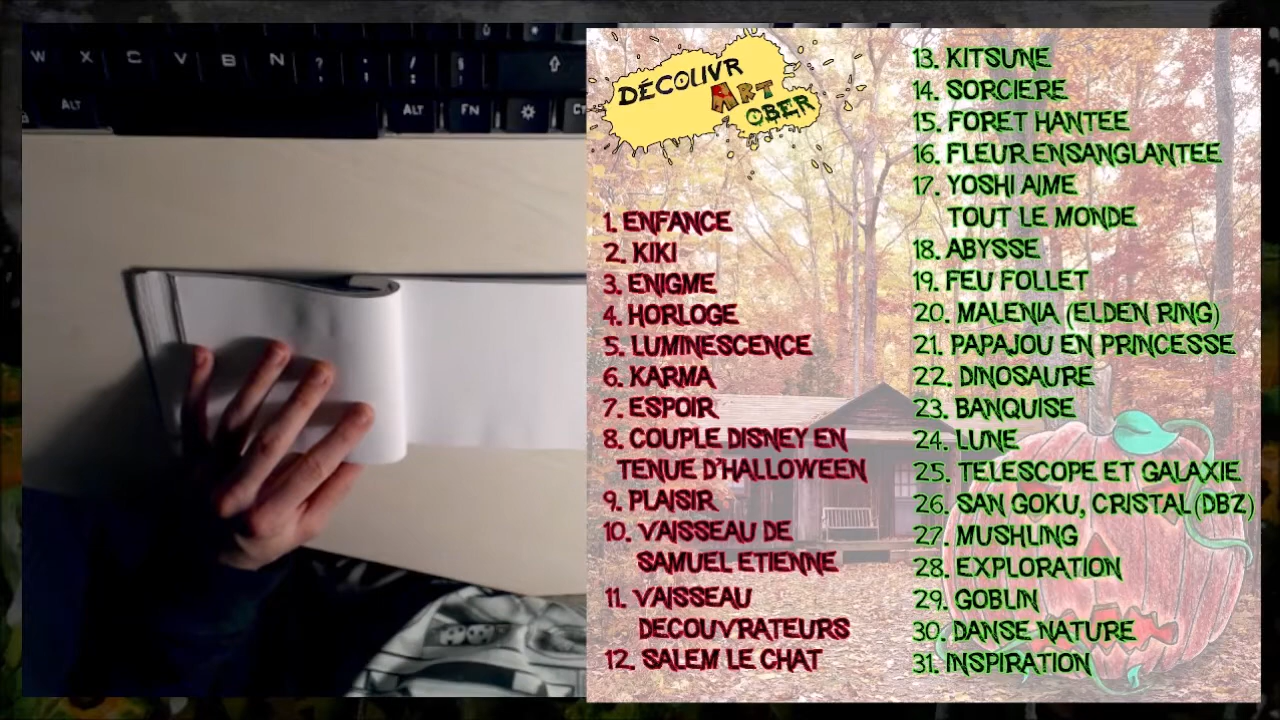 W X C V B N ? . / §
; : !
ALT ALT FN
DÉCOUVR
ART
OBER
1. ENFANCE
2. KIKI
3. ENIGME
4. HORLOGE
5. LUMINESCENCE
6. KARMA
7. ESPOIR
8. COUPLE DISNEY EN
TENUE D'HALLOWEEN
9. PLAISIR
10. VAISSEAU DE
SAMUEL ETIENNE
11. VAISSEAU
DECOUVRATEURS
12. SALEM LE CHAT
13. KITSUNE
14. SORCIERE
15. FORET HANTEE
16. FLEUR ENSANGLANTEE
17. YOSHI AIME
TOUT LE MONDE
18. ABYSSE
19. FEU FOLLET
20. MALENIA (ELDEN RING)
21. PAPAJOU EN PRINCESSE
22. DINOSAURE
23. BANQUISE
24. LUNE
25. TELESCOPE ET GALAXIE
26. SAN GOKU, CRISTAL (DBZ)
27. MUSHLING
28. EXPLORATION
29. GOBLIN
30. DANSE NATURE
31. INSPIRATION